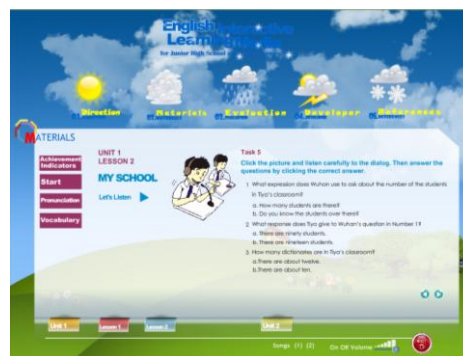 English Interactive
Learning
for Junior High School
Direction
Materials
Evaluation
Developer
References
MATERIALS
Achievement
Indicators
Start
Pronunciation
Vocabulary
UNIT 1
LESSON 2
MY SCHOOL
Let's Listen
Task 5
Click the picture and listen carefully to the dialog. Then answer the
questions by clicking the correct answer.
1 What expression does Wuhan use to ask about the number of the students
in Tiya's classroom?
a. How many students are there?
b. Do you know the students over there?
2 What response does Tiya give to Wuhan's question in Number 1?
a. There are ninety students.
b. There are nineteen students.
3 How many dictionaries are in Tiya's classroom?
a.There are about twelve.
b.There are about ten.
Unit 1
Lesson 1
Lesson 2
Unit 2
Songs (1) (2) On Off Volume